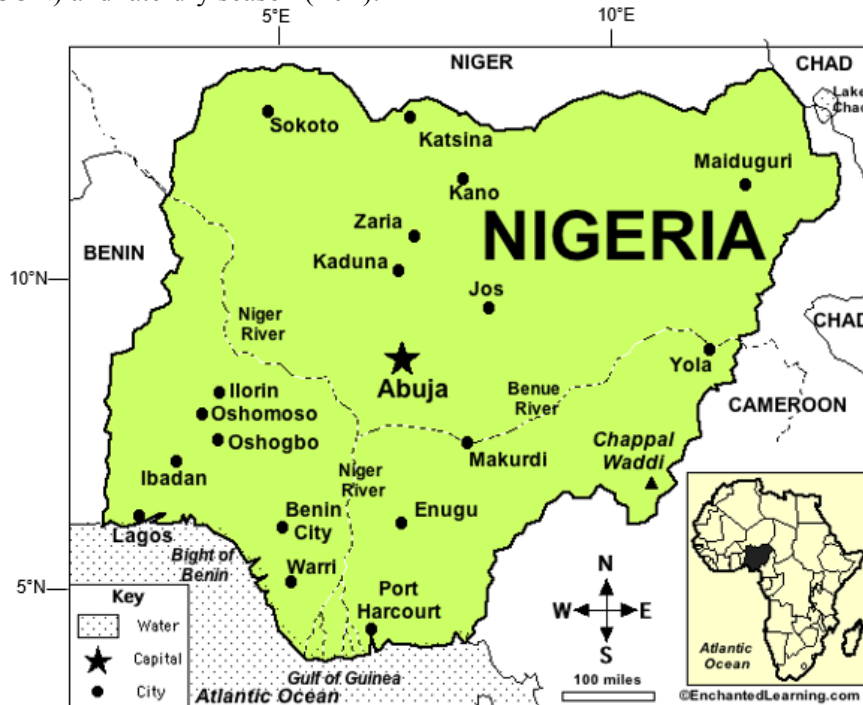 5°E
10°E
NIGER
CHAD
Lake
Sokoto
Katsina
Maiduguri
Kano
Zaria
NIGERIA
BENIN
Kaduna
10°N
Jos
Niger
River
CHAD
Yola
Abuja
Benue
River
Ilorin
Oshomoso
CAMEROON
Oshogbo
Chappal
Waddi
Makurdi
Ibadan
Niger
River
Benin
City
Enugu
Lagos
Bight of
Benin
Warri
N
5°N
Port
Harcourt
W
E
S
Key
Water
Capital
City
Gulf of Guinea
Atlantic Ocean
100 miles
Atlantic
Ocean
©EnchantedLearning.com